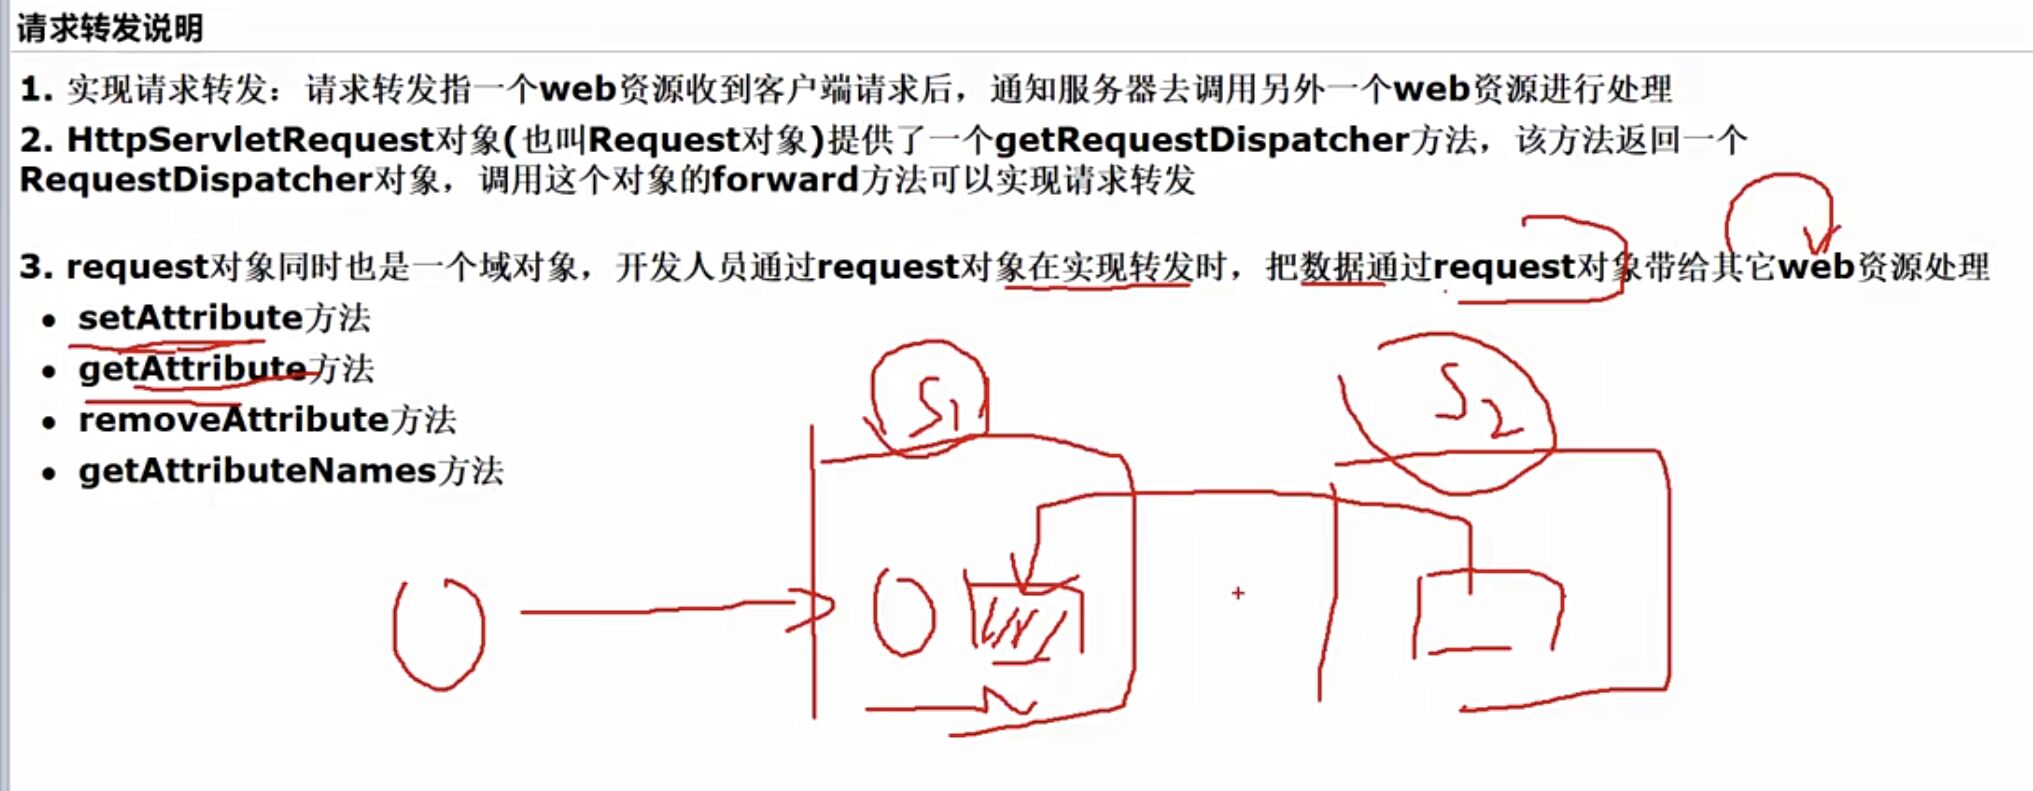 请求转发说明
1. 实现请求转发：请求转发指一个web资源收到客户端请求后，通知服务器去调用另外一个web资源进行处理
2. HttpServletRequest对象(也叫Request对象)提供了一个getRequestDispatcher方法，该方法返回一个
RequestDispatcher对象，调用这个对象的forward方法可以实现请求转发
3. request对象同时也是一个域对象，开发人员通过request对象在实现转发时，把数据通过request对象带给其它web资源处理
• setAttribute方法
• getAttribute方法
• removeAttribute方法
• getAttributeNames方法
S1
S2